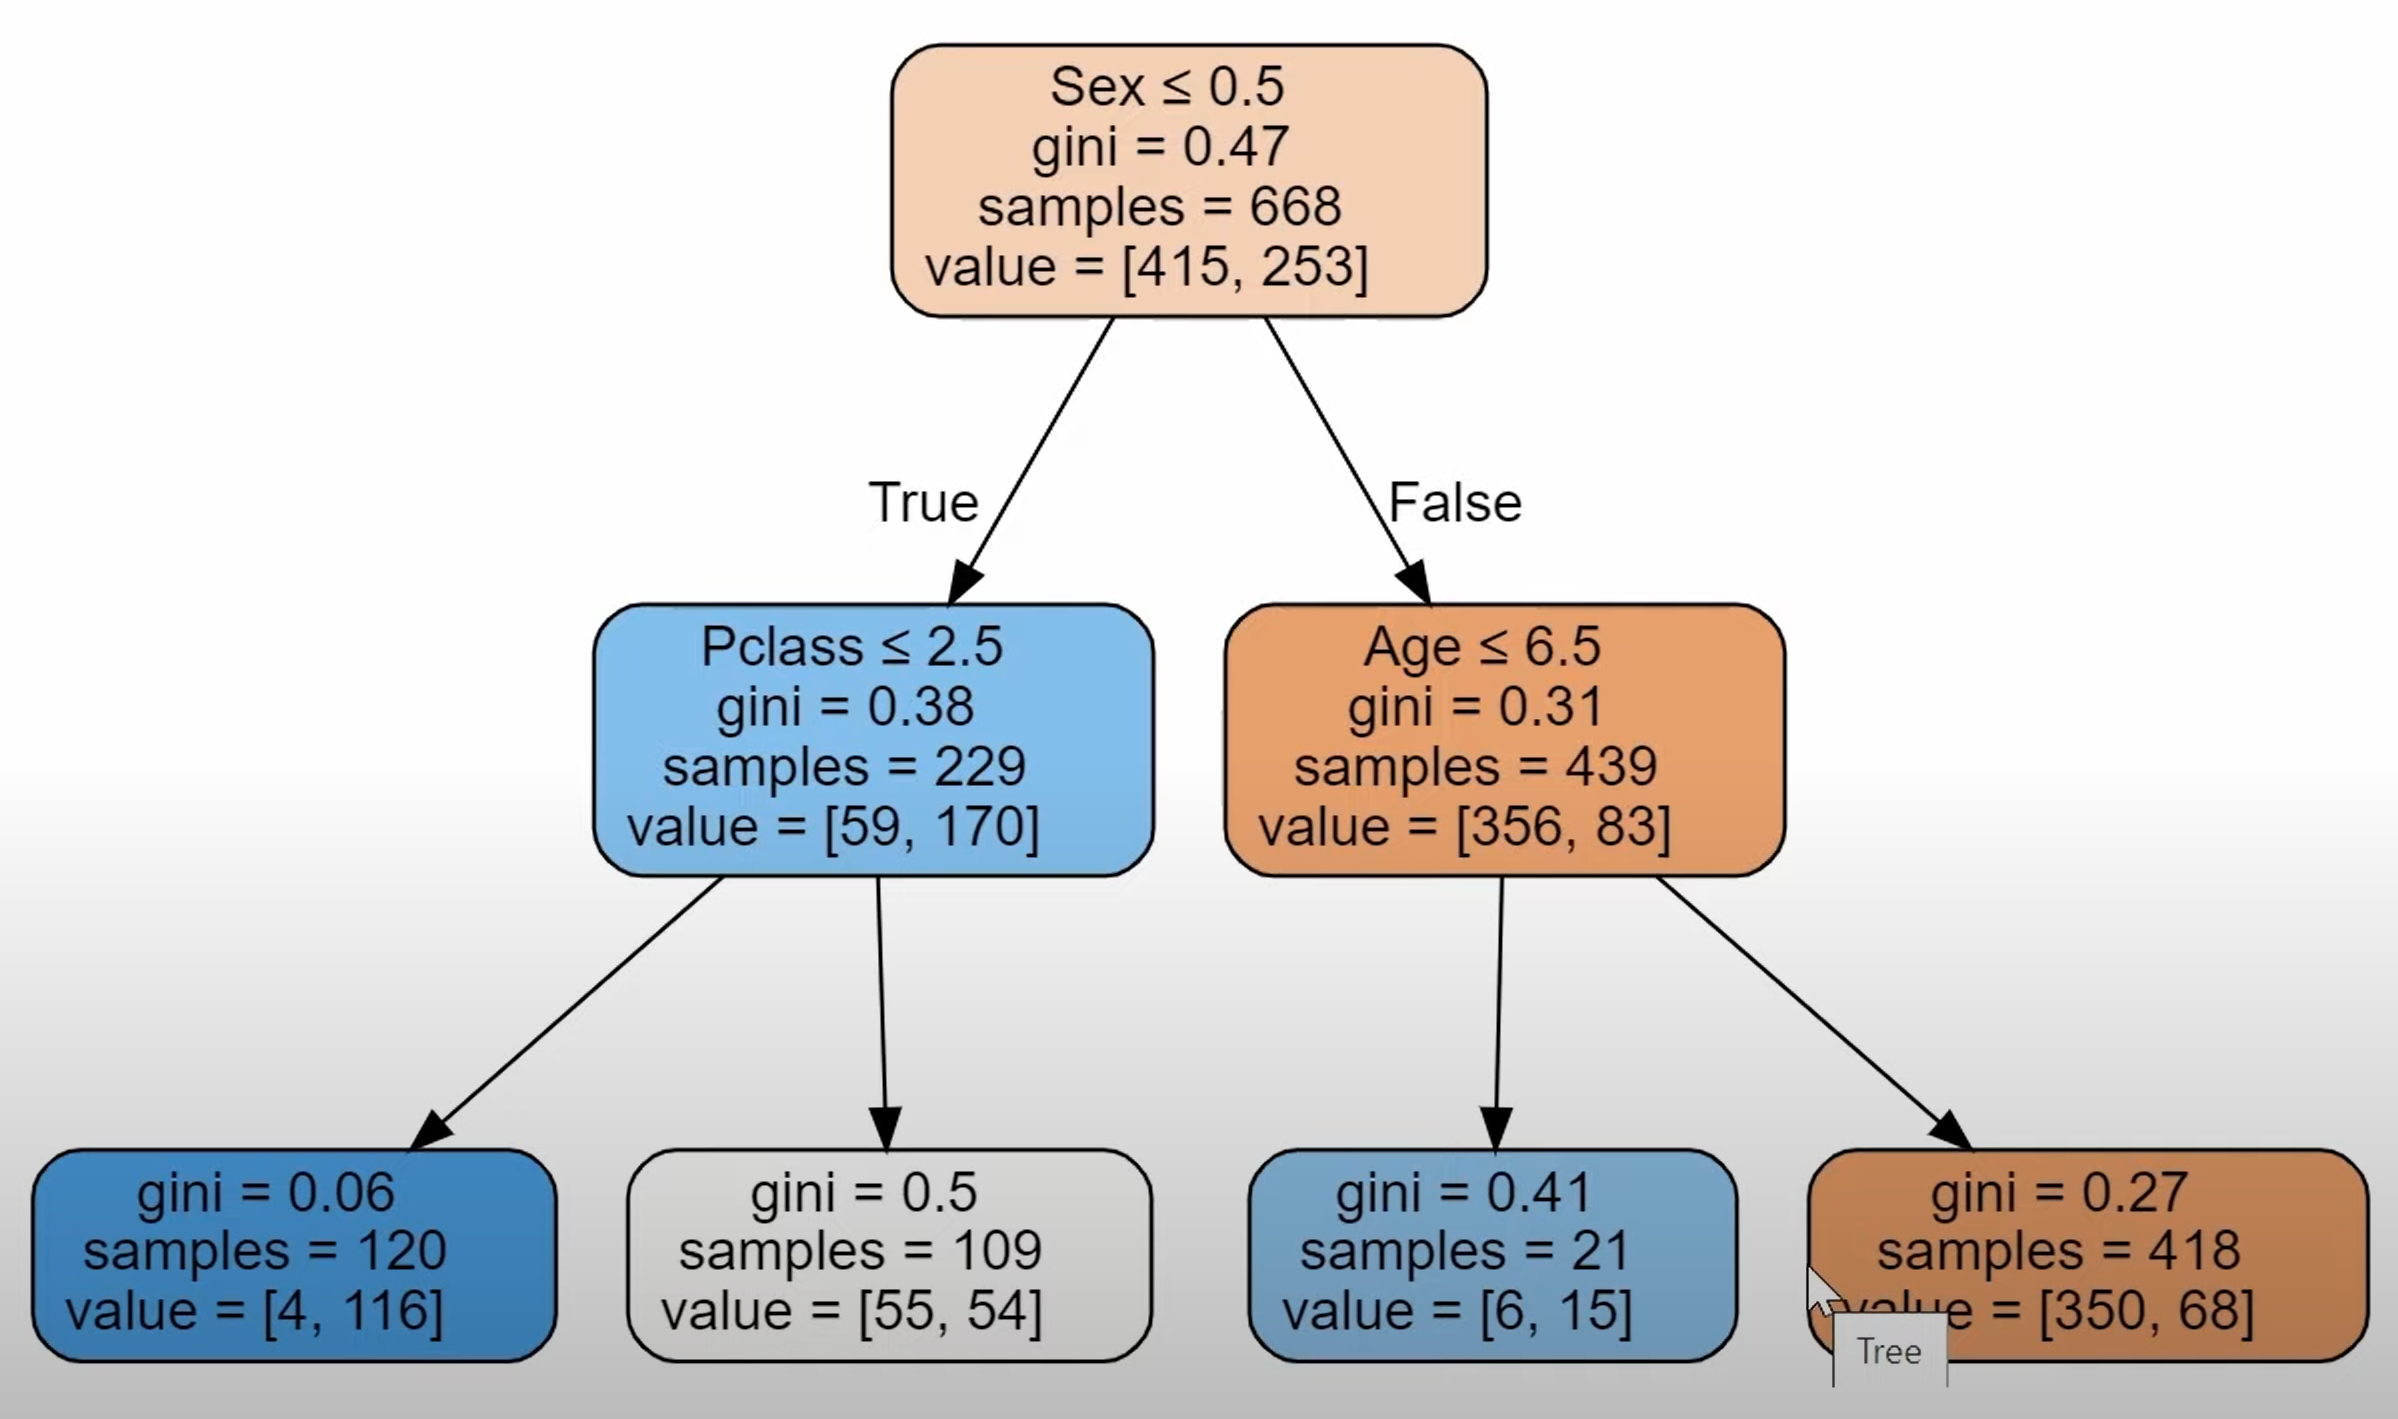 Sex ≤ 0.5
gini = 0.47
samples = 668
value = [415, 253]
True
False
Pclass ≤ 2.5
gini = 0.38
samples = 229
value = [59, 170]
Age ≤ 6.5
gini = 0.31
samples = 439
value = [356, 83]
gini = 0.06
samples = 120
value = [4, 116]
gini = 0.5
samples = 109
value = [55, 54]
gini = 0.41
samples = 21
value = [6, 15]
gini = 0.27
samples = 418
value = [350, 68]
Tree